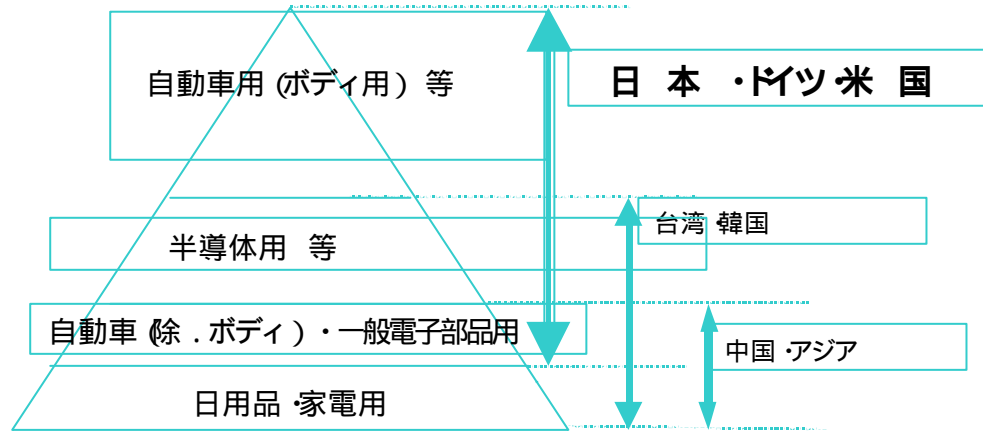 自動車用（ボディ用） 等
日 本 ・ドイツ・米 国
台湾・韓国
半導体用 等
自動車（除．ボディ）・一般電子部品用
中国・アジア
日用品・家電用